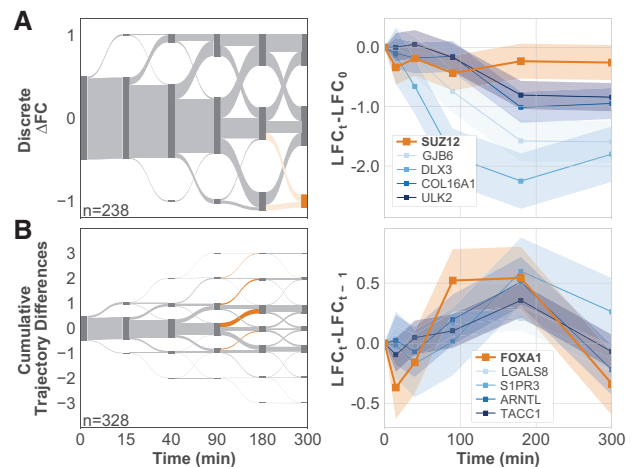 A
Discrete
ΔFC
1
0
−1
n=238
LFCt-LFC0
0.0
-1.0
-2.0
SUZ12
GJB6
DLX3
COL16A1
ULK2
B
Cumulative
Trajectory Differences
3
2
1
0
−1
−2
−3
n=328
0 15 40 90 180 300
Time (min)
LFCt-LFCt − 1
0.5
0.0
-0.5
FOXA1
LGALS8
S1PR3
ARNTL
TACC1
0 100 200 300
Time (min)